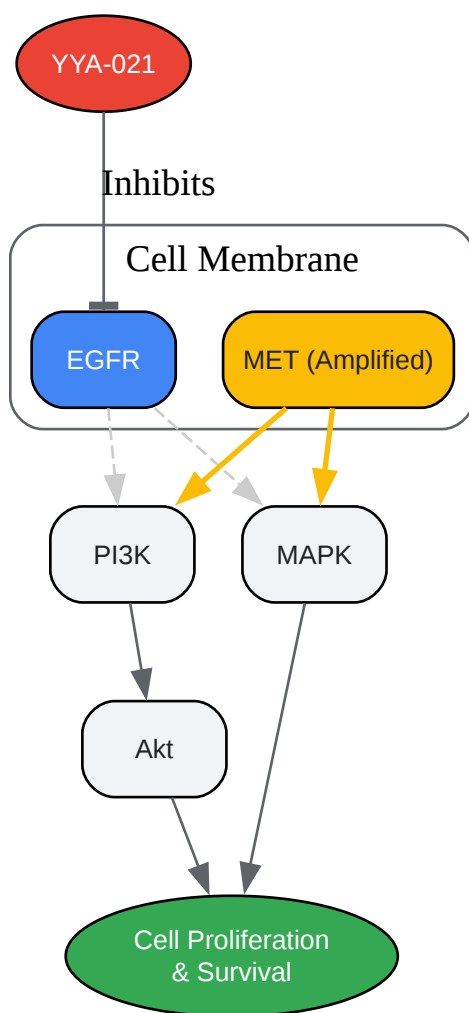 YYA-021
Inhibits
Cell Membrane
EGFR
MET (Amplified)
PI3K
MAPK
Akt
Cell Proliferation
& Survival